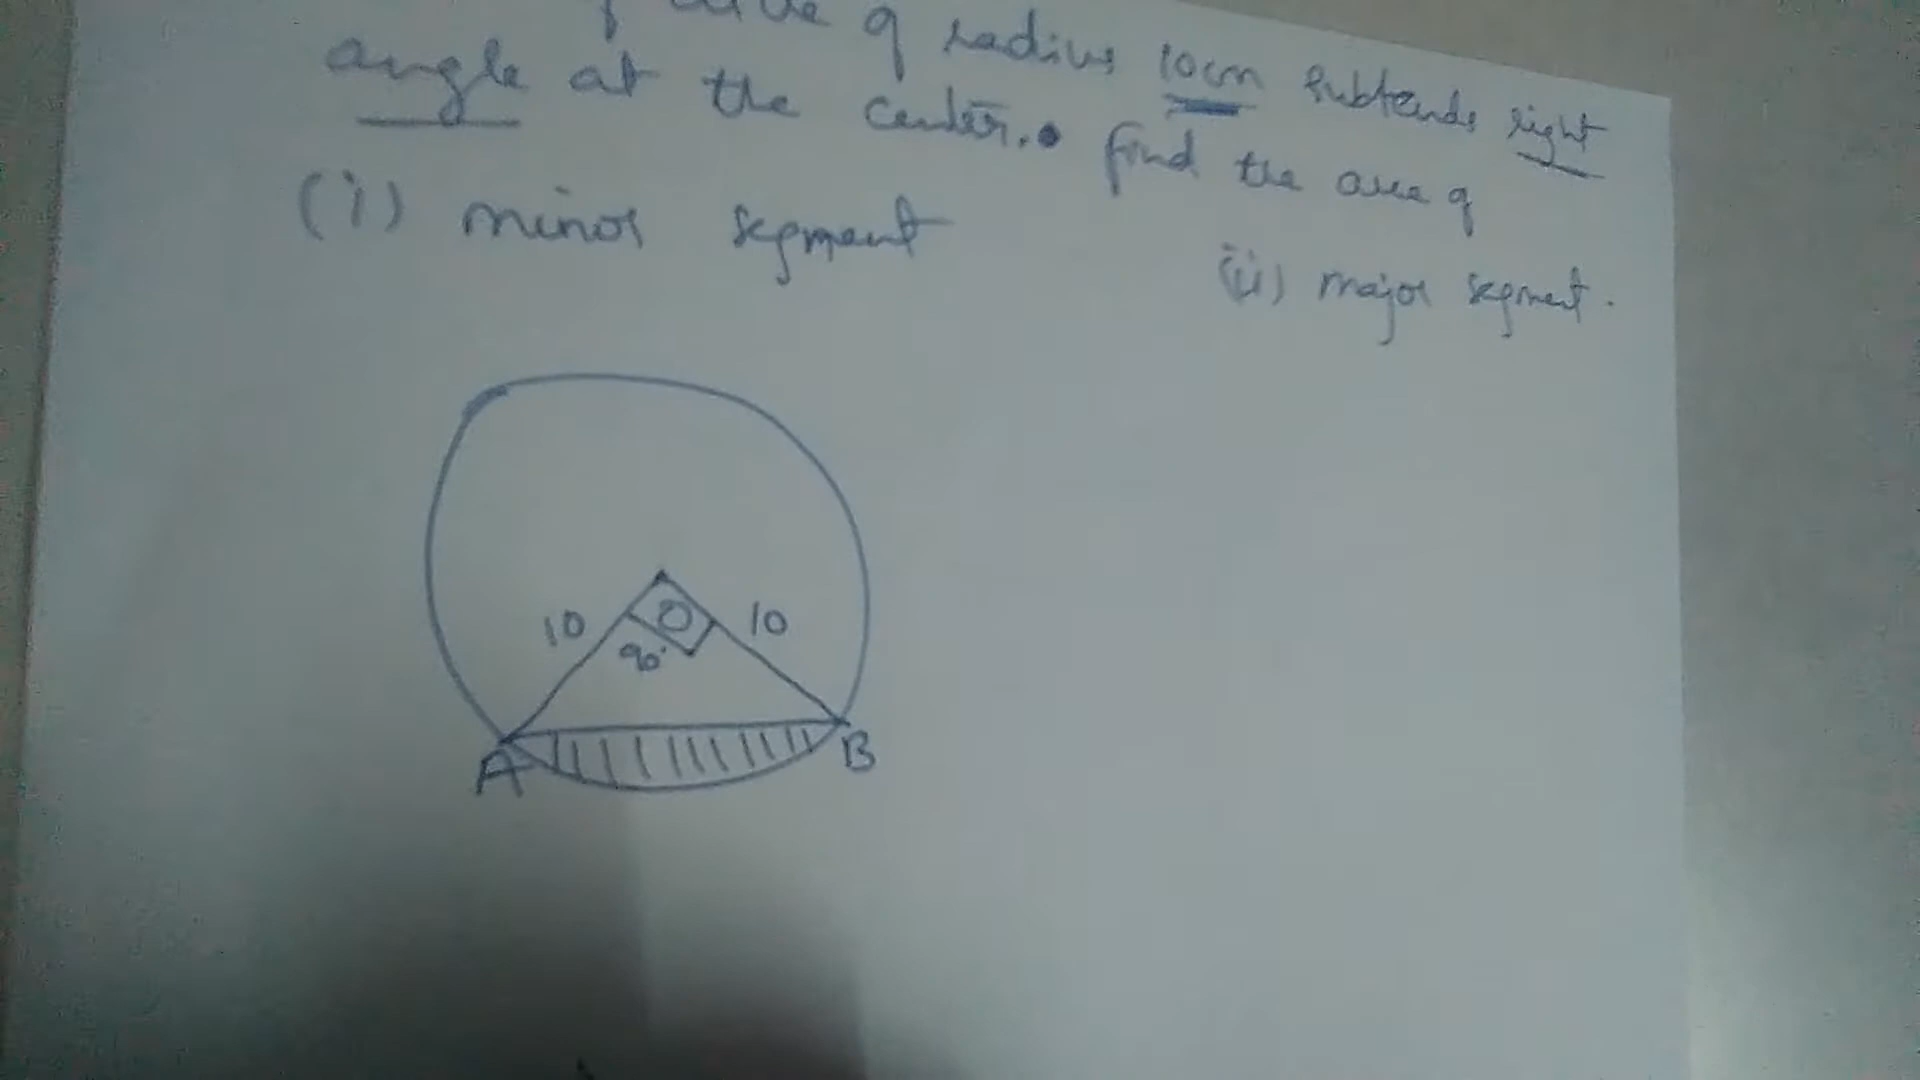 of radius 10cm subtends right
angle at the center. find the area of
(i) minor segment
(ii) major segment.
10
O
10
90°
A
B